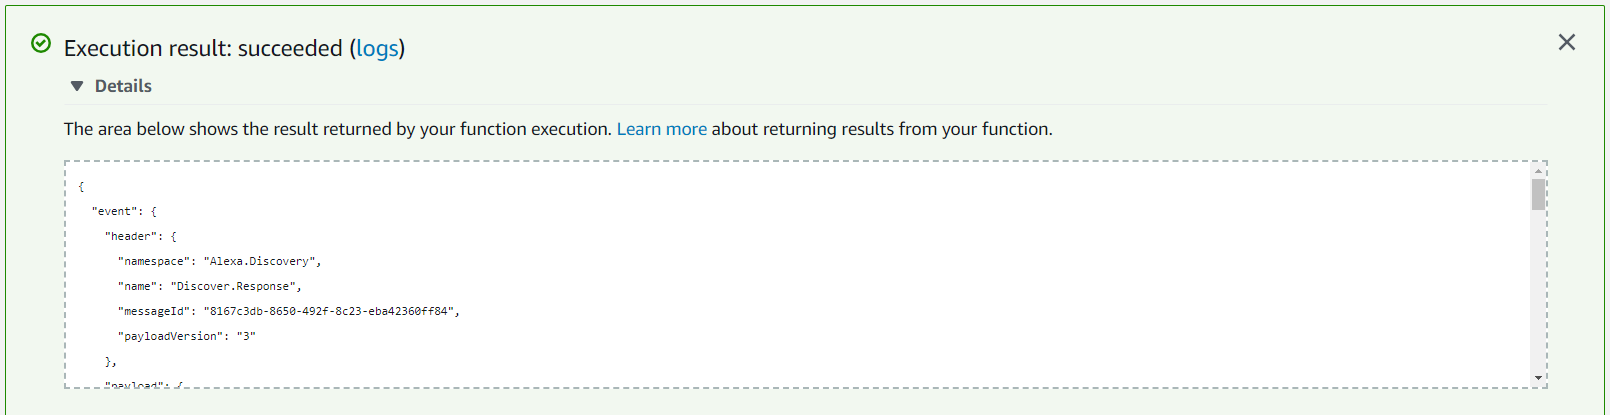 Execution result: succeeded (logs)
Details
The area below shows the result returned by your function execution. Learn more about returning results from your function.
{
"event": {
"header": {
"namespace": "Alexa.Discovery",
"name": "Discover.Response",
"messageId": "8167c3db-8650-492f-8c23-eba42360ff84",
"payloadVersion": "3"
},
"payload": {